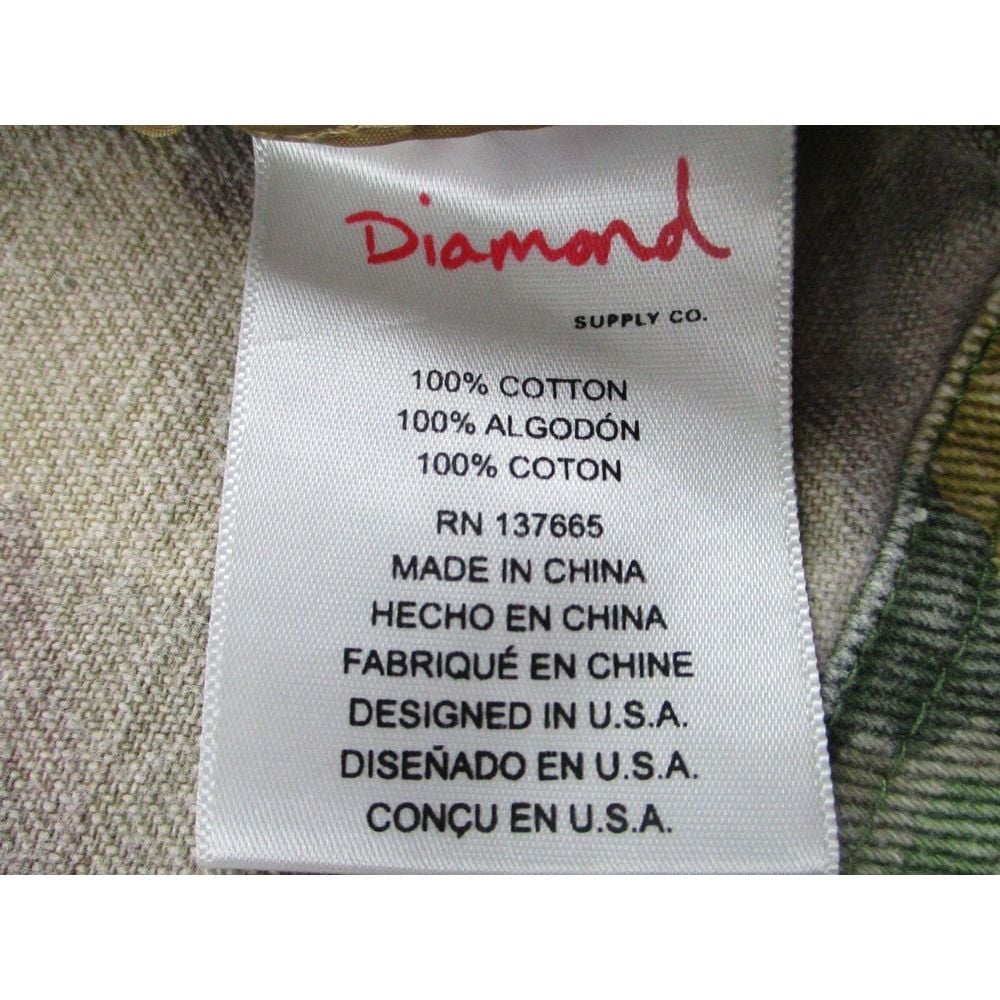 Diamond
SUPPLY CO.
100% COTTON
100% ALGODÓN
100% COTON
RN 137665
MADE IN CHINA
HECHO EN CHINA
FABRIQUÉ EN CHINE
DESIGNED IN U.S.A.
DISEÑADO EN U.S.A.
CONÇU EN U.S.A.